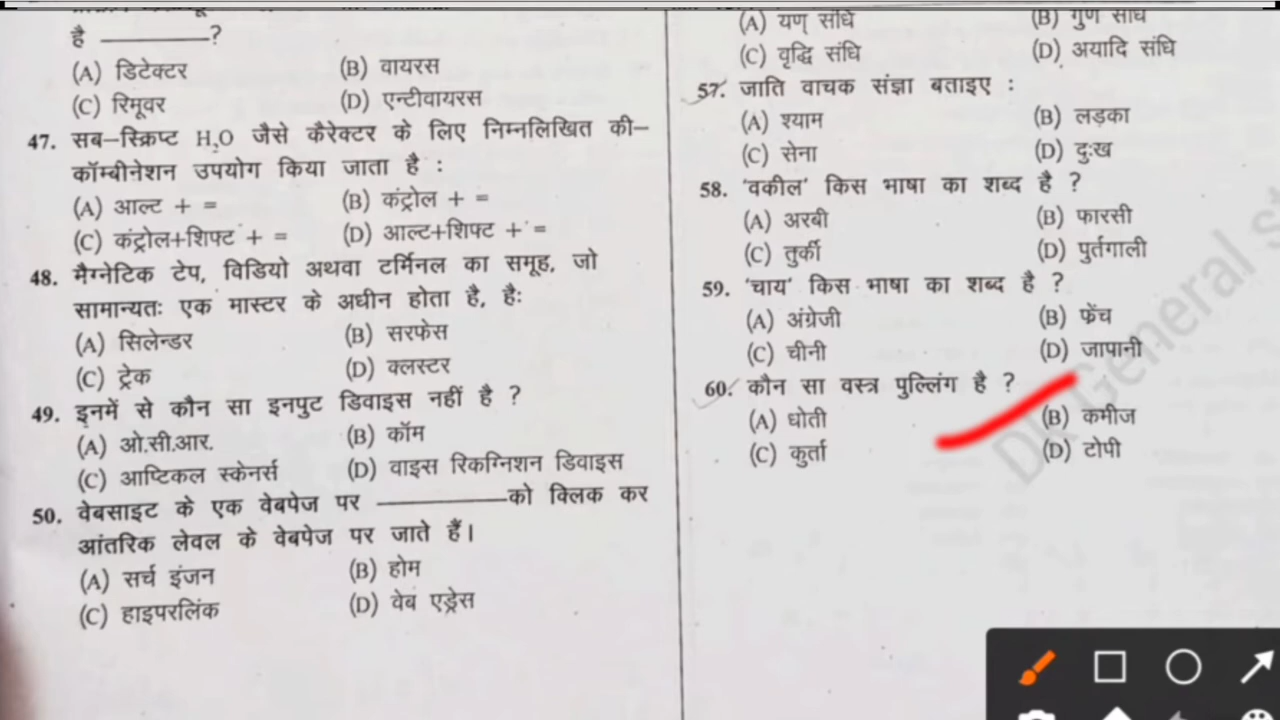 है ________?
(A) डिटेक्टर (B) वायरस
(C) रिमूवर (D) एन्टीवायरस
47. सब–स्क्रिप्ट H₂O जैसे कैरेक्टर के लिए निम्नलिखित की–
कॉम्बीनेशन उपयोग किया जाता है :
(A) आल्ट + = (B) कंट्रोल + =
(C) कंट्रोल+शिफ्ट + = (D) आल्ट+शिफ्ट + =
48. मैग्नेटिक टेप, विडियो अथवा टर्मिनल का समूह, जो
सामान्यतः एक मास्टर के अधीन होता है, हैः
(A) सिलेन्डर (B) सरफेस
(C) ट्रेक (D) क्लस्टर
49. इनमें से कौन सा इनपुट डिवाइस नहीं है ?
(A) ओ.सी.आर. (B) कॉम
(C) आप्टिकल स्केनर्स (D) वाइस रिकग्निशन डिवाइस
50. वेबसाइट के एक वेबपेज पर ________को क्लिक कर
आंतरिक लेवल के वेबपेज पर जाते हैं।
(A) सर्च इंजन (B) होम
(C) हाइपरलिंक (D) वेब एड्रेस
(A) यण् संधि (B) गुण संधि
(C) वृद्धि संधि (D) अयादि संधि
57. जाति वाचक संज्ञा बताइए :
(A) श्याम (B) लड़का
(C) सेना (D) दुःख
58. 'वकील' किस भाषा का शब्द है ?
(A) अरबी (B) फारसी
(C) तुर्की (D) पुर्तगाली
59. 'चाय' किस भाषा का शब्द है ?
(A) अंग्रेजी (B) फेंच
(C) चीनी (D) जापानी
60. कौन सा वस्त्र पुल्लिंग है ?
(A) धोती (B) कमीज
(C) कुर्ता (D) टोपी
General